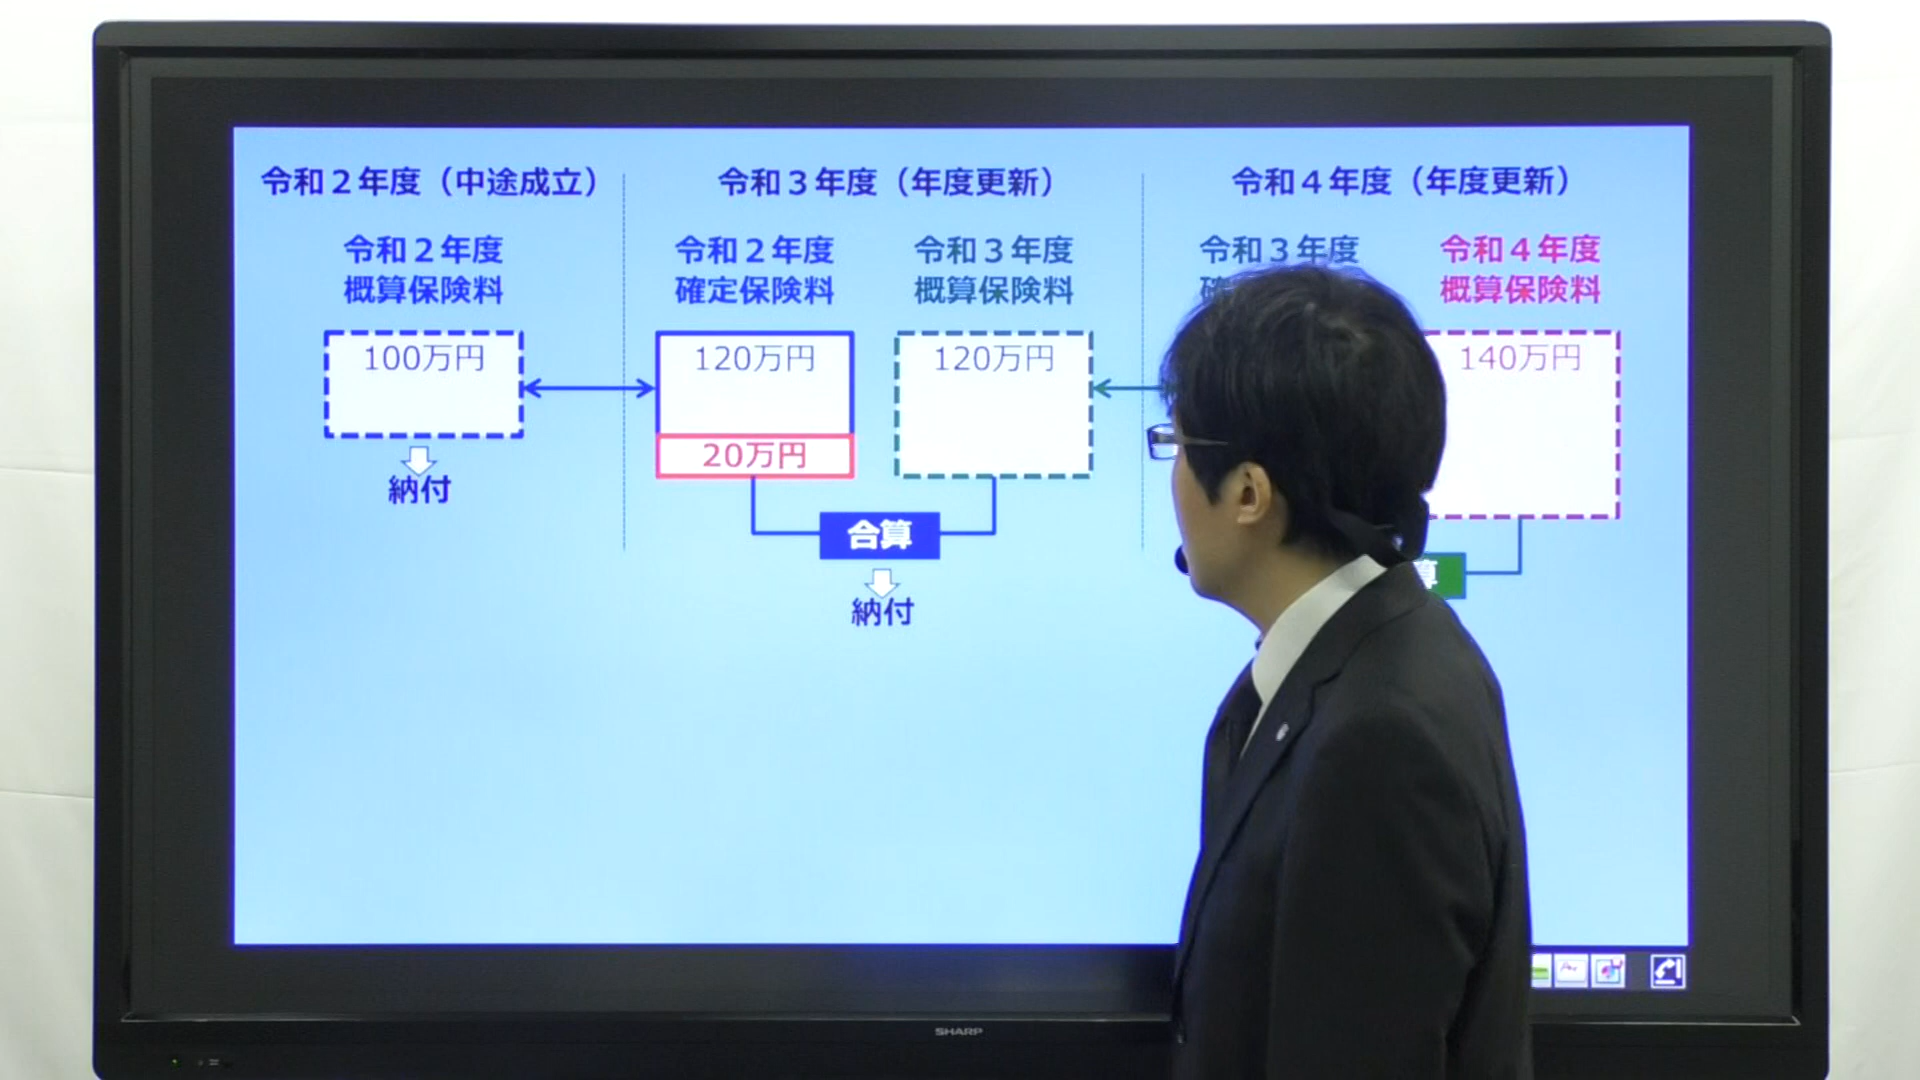 令和２年度（中途成立）
令和３年度（年度更新）
令和４年度（年度更新）
令和２年度
概算保険料
令和２年度
確定保険料
令和３年度
概算保険料
令和３年度
確
令和４年度
概算保険料
100万円
120万円
120万円
140万円
20万円
納付
合算
算
納付
SHARP